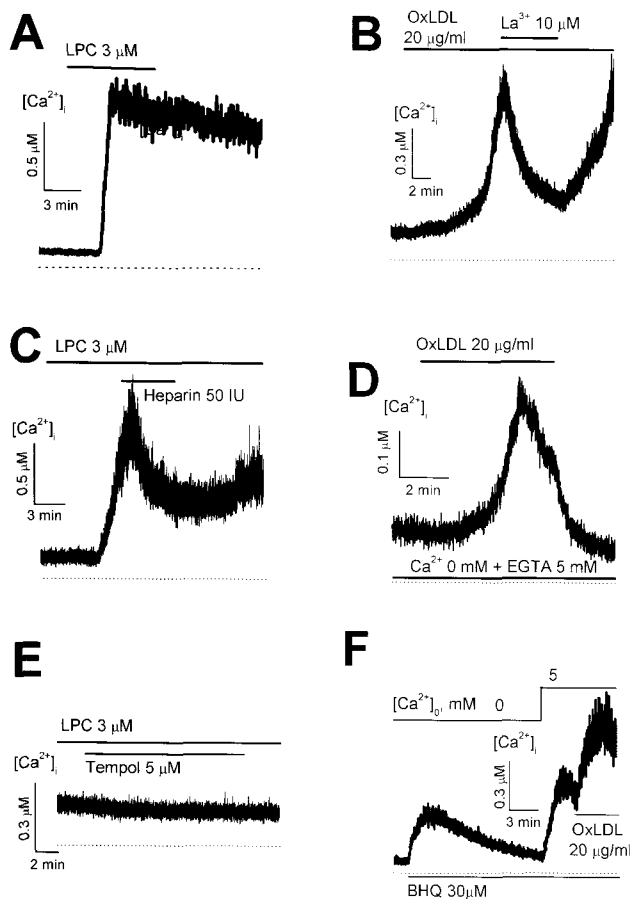 A
LPC 3 μM
[Ca²⁺]ᵢ
0.5 μM
3 min
B
OxLDL
20 μg/ml
La³⁺ 10 μM
[Ca²⁺]ᵢ
0.3 μM
2 min
C
LPC 3 μM
Heparin 50 IU
[Ca²⁺]ᵢ
0.5 μM
3 min
D
OxLDL 20 μg/ml
[Ca²⁺]ᵢ
0.1 μM
2 min
Ca²⁺ 0 mM + EGTA 5 mM
E
LPC 3 μM
Tempol 5 μM
[Ca²⁺]ᵢ
0.3 μM
2 min
F
5
[Ca²⁺]₀, mM 0
[Ca²⁺]ᵢ
0.3 μM
3 min
OxLDL
20 μg/ml
BHQ 30μM